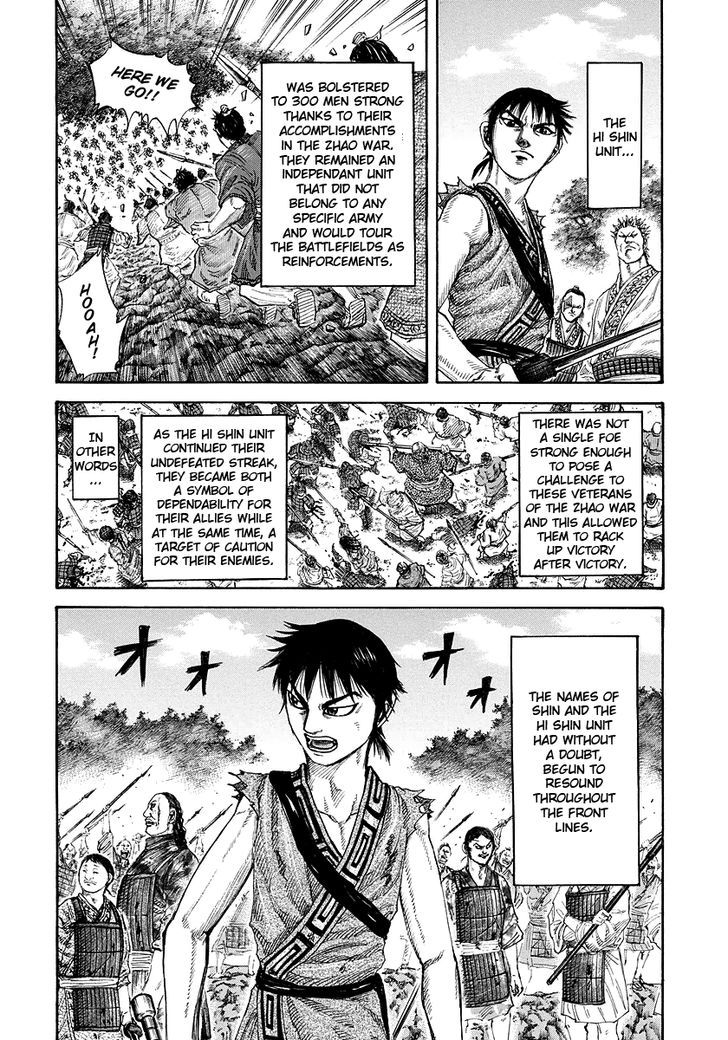 THE
HI SHIN
UNIT...
WAS BOLSTERED
TO 300 MEN STRONG
THANKS TO THEIR
ACCOMPLISHMENTS
IN THE ZHAO WAR.
THEY REMAINED AN
INDEPENDANT UNIT
THAT DID NOT
BELONG TO ANY
SPECIFIC ARMY
AND WOULD TOUR
THE BATTLEFIELDS AS
REINFORCEMENTS.
HERE WE
GO!!
HOOAH!
THERE WAS NOT
A SINGLE FOE
STRONG ENOUGH
TO POSE A
CHALLENGE TO
THESE VETERANS
OF THE ZHAO WAR
AND THIS ALLOWED
THEM TO RACK
UP VICTORY
AFTER VICTORY.
AS THE HI SHIN UNIT
CONTINUED THEIR
UNDEFEATED STREAK,
THEY BECAME BOTH
A SYMBOL OF
DEPENDABILITY FOR
THEIR ALLIES WHILE
AT THE SAME TIME, A
TARGET OF CAUTION
FOR THEIR ENEMIES.
IN
OTHER
WORDS
...
THE NAMES OF
SHIN AND THE
HI SHIN UNIT
HAD WITHOUT
A DOUBT,
BEGUN TO
RESOUND
THROUGHOUT
THE FRONT
LINES.
オ
オ
オ
オ